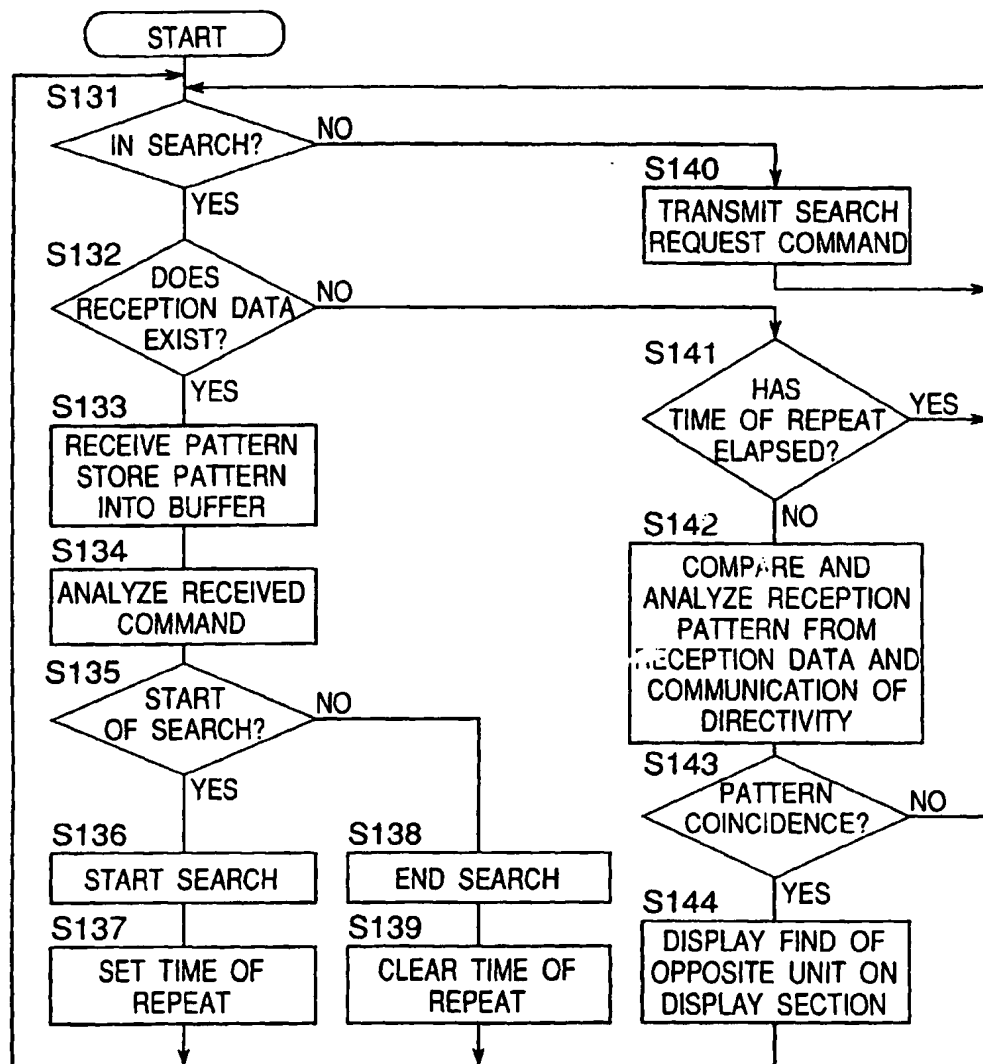 START
S131
IN SEARCH?
NO
YES
S140
TRANSMIT SEARCH
REQUEST COMMAND
S132
DOES
RECEPTION DATA
EXIST?
NO
YES
S141
HAS
TIME OF REPEAT
ELAPSED?
YES
NO
S133
RECEIVE PATTERN
STORE PATTERN
INTO BUFFER
S134
ANALYZE RECEIVED
COMMAND
S142
COMPARE AND
ANALYZE RECEPTION
PATTERN FROM
RECEPTION DATA AND
COMMUNICATION OF
DIRECTIVITY
S135
START
OF SEARCH?
NO
YES
S143
PATTERN
COINCIDENCE?
NO
YES
S136
START SEARCH
S138
END SEARCH
S137
SET TIME OF
REPEAT
S139
CLEAR TIME OF
REPEAT
S144
DISPLAY FIND OF
OPPOSITE UNIT ON
DISPLAY SECTION